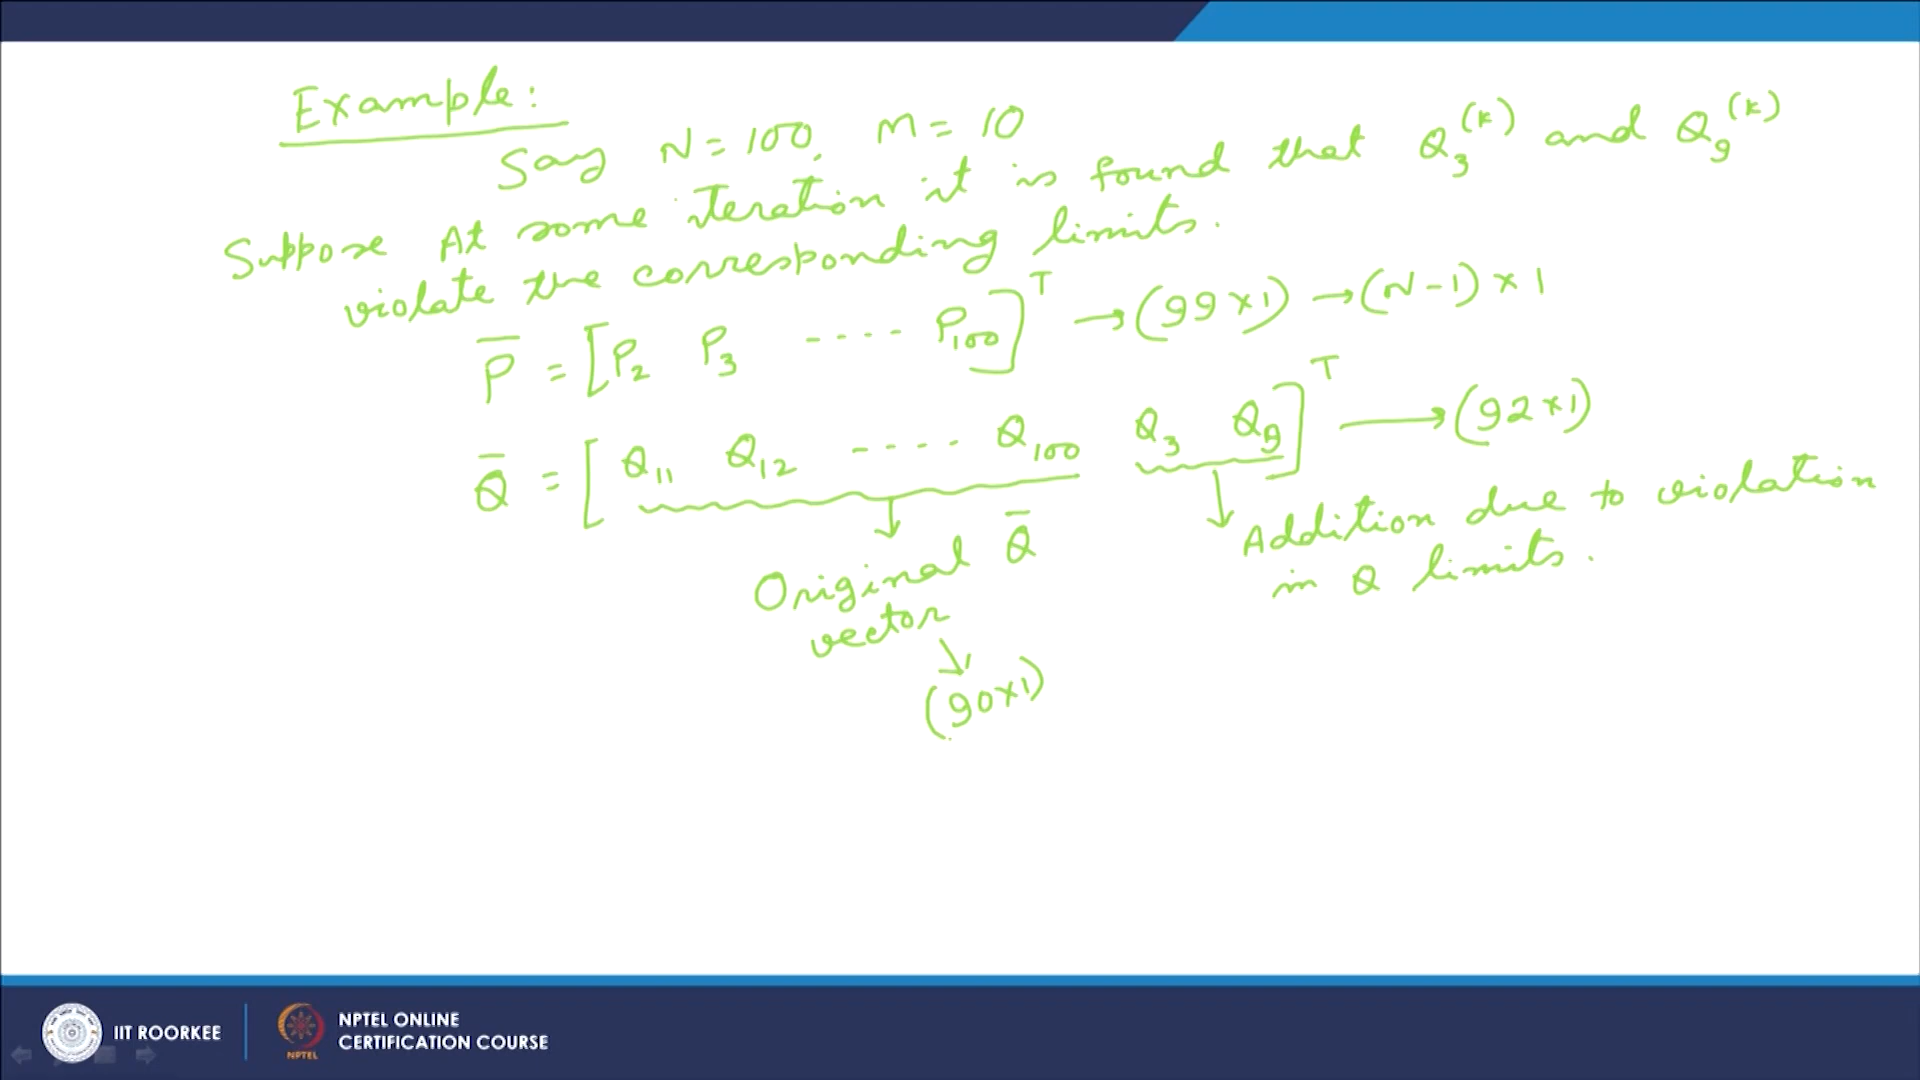 Example:
Say N = 100, M = 10
Suppose At some iteration it is found that Q₃⁽ᵏ⁾ and Q₉⁽ᵏ⁾
violate the corresponding limits.
P̅ = [P₂ P₃ ---- P₁₀₀]ᵀ → (99×1) → (N-1)×1
Q̅ = [Q₁₁ Q₁₂ ---- Q₁₀₀ Q₃ Q₉]ᵀ → (92×1)
Original Q̅
vector
(90×1)
Addition due to violation
in Q limits.
IIT ROORKEE
NPTEL
NPTEL ONLINE
CERTIFICATION COURSE